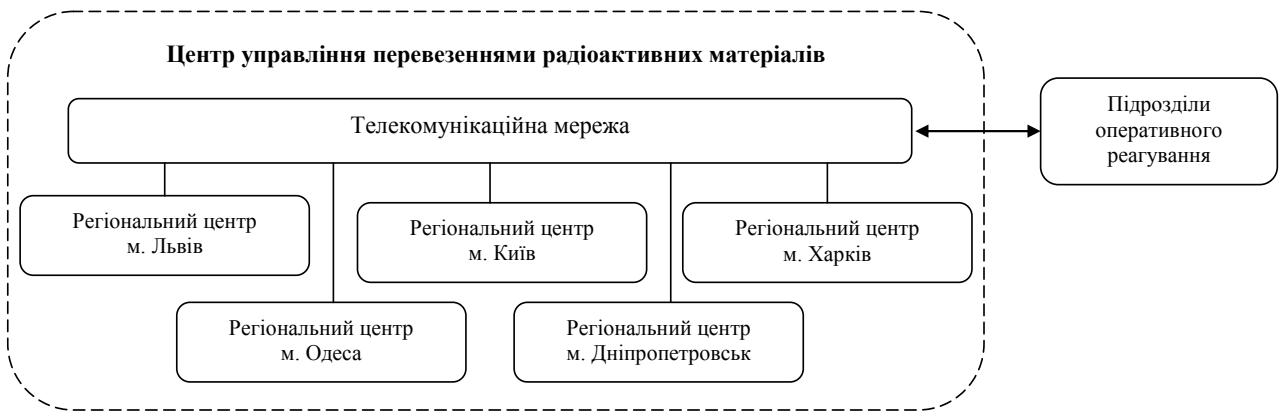 Центр управління перевезеннями радіоактивних матеріалів
Телекомунікаційна мережа
Підрозділи
оперативного
реагування
Регіональний центр
м. Львів
Регіональний центр
м. Київ
Регіональний центр
м. Харків
Регіональний центр
м. Одеса
Регіональний центр
м. Дніпропетровськ